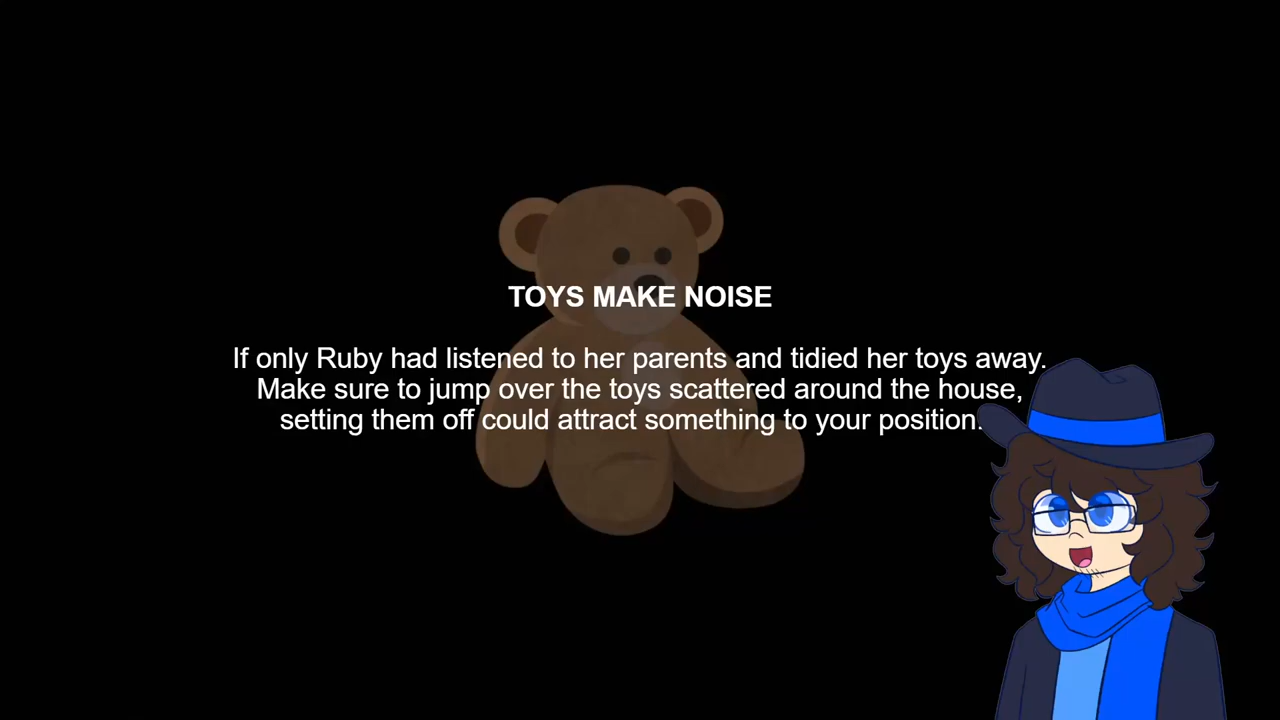 TOYS MAKE NOISE
If only Ruby had listened to her parents and tidied her toys away.
Make sure to jump over the toys scattered around the house,
setting them off could attract something to your position.